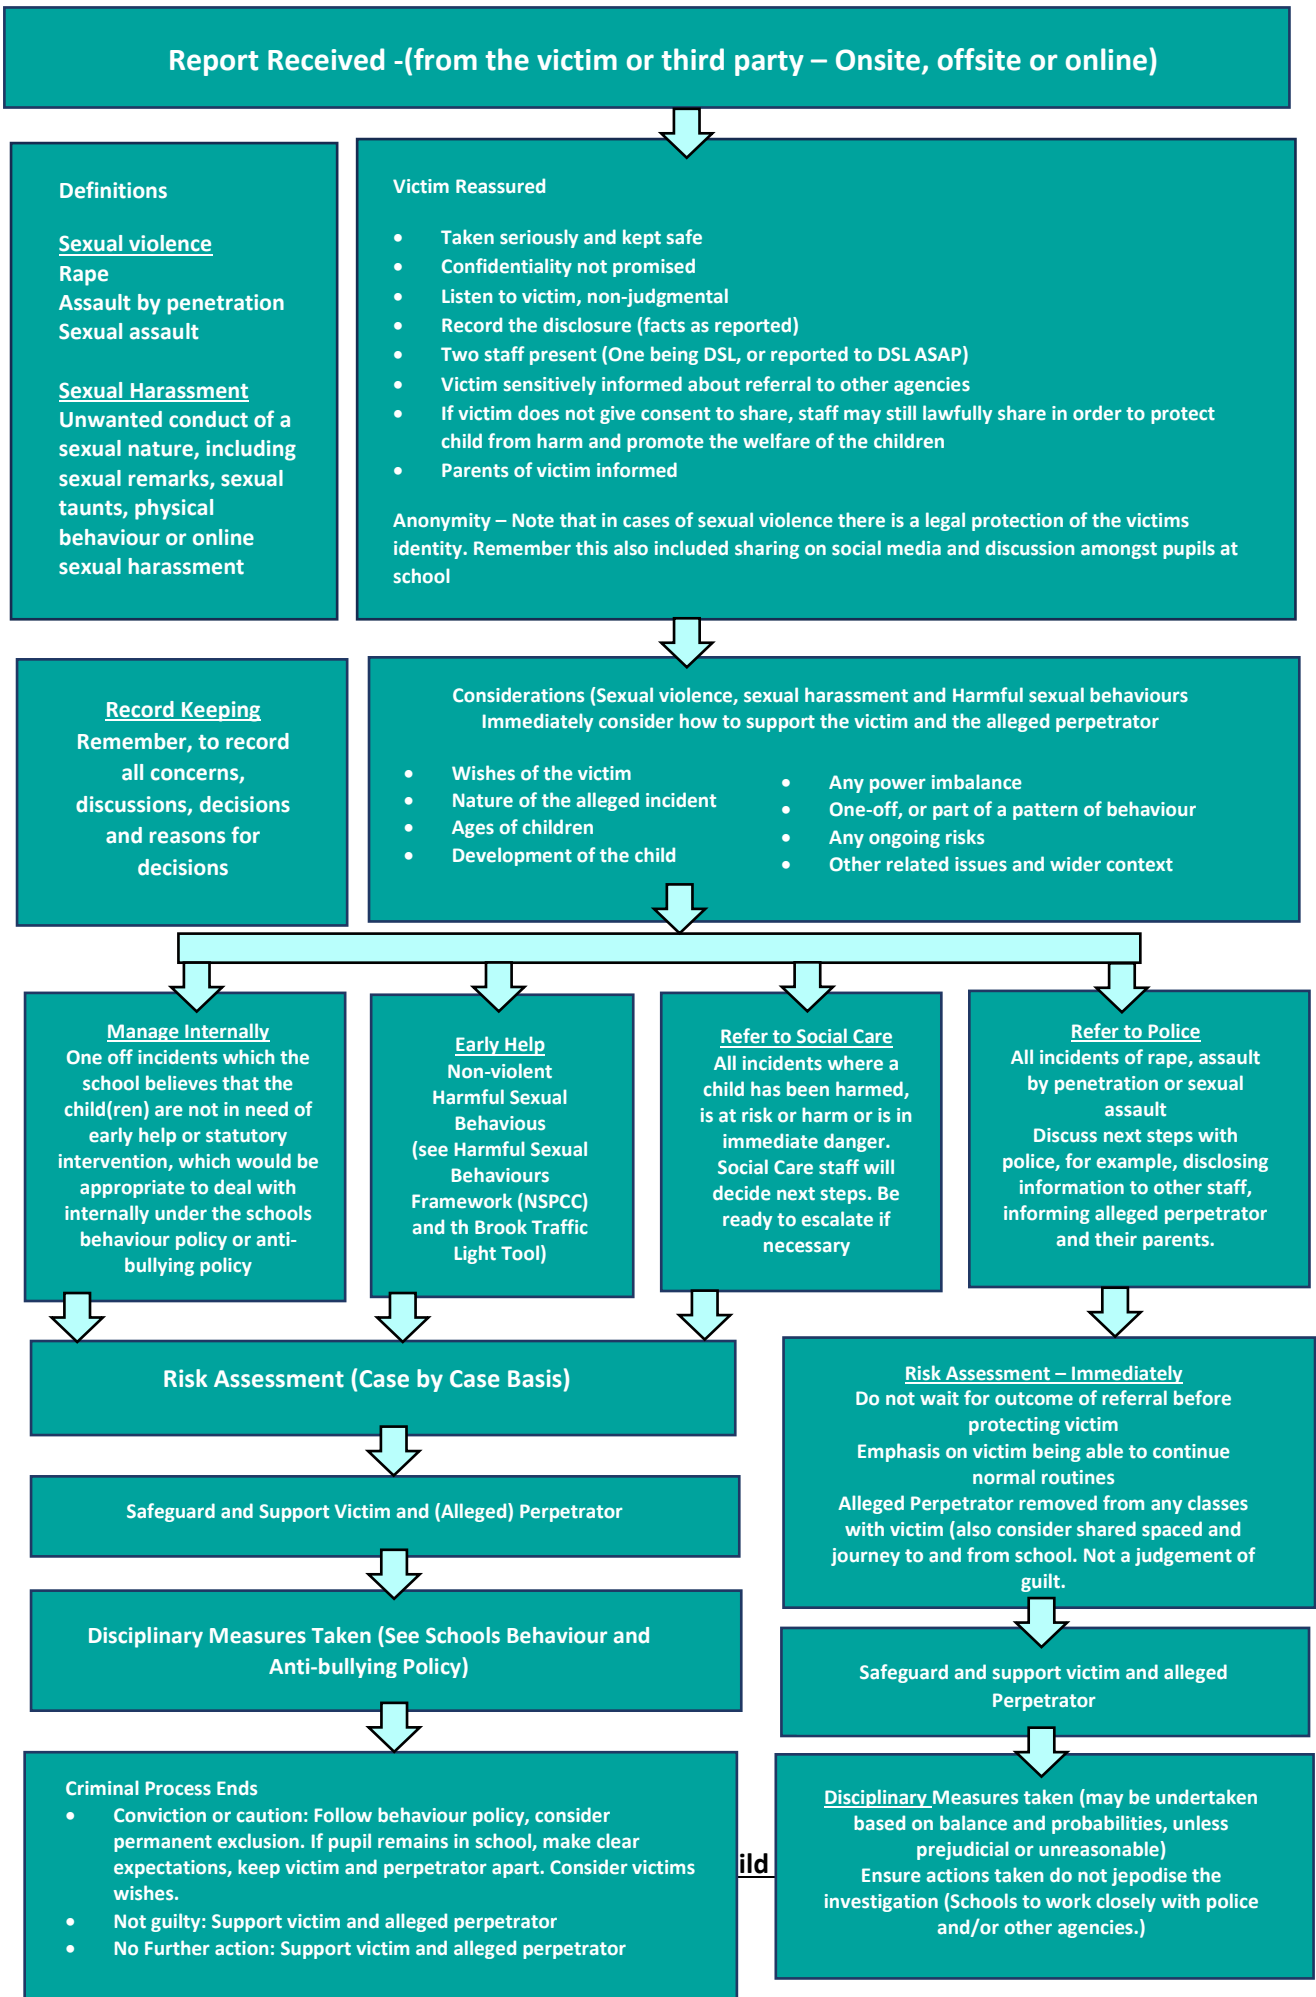 Report Received -(from the victim or third party – Onsite, offsite or online)
Definitions
Sexual violence
Rape
Assault by penetration
Sexual assault
Sexual Harassment
Unwanted conduct of a
sexual nature, including
sexual remarks, sexual
taunts, physical
behaviour or online
sexual harassment
Victim Reassured
• Taken seriously and kept safe
• Confidentiality not promised
• Listen to victim, non-judgmental
• Record the disclosure (facts as reported)
• Two staff present (One being DSL, or reported to DSL ASAP)
• Victim sensitively informed about referral to other agencies
• If victim does not give consent to share, staff may still lawfully share in order to protect
child from harm and promote the welfare of the children
• Parents of victim informed
Anonymity – Note that in cases of sexual violence there is a legal protection of the victims
identity. Remember this also included sharing on social media and discussion amongst pupils at
school
Record Keeping
Remember, to record
all concerns,
discussions, decisions
and reasons for
decisions
Considerations (Sexual violence, sexual harassment and Harmful sexual behaviours
Immediately consider how to support the victim and the alleged perpetrator
• Wishes of the victim
• Nature of the alleged incident
• Ages of children
• Development of the child
• Any power imbalance
• One-off, or part of a pattern of behaviour
• Any ongoing risks
• Other related issues and wider context
Manage Internally
One off incidents which the
school believes that the
child(ren) are not in need of
early help or statutory
intervention, which would be
appropriate to deal with
internally under the schools
behaviour policy or anti-
bullying policy
Early Help
Non-violent
Harmful Sexual
Behavious
(see Harmful Sexual
Behaviours
Framework (NSPCC)
and th Brook Traffic
Light Tool)
Refer to Social Care
All incidents where a
child has been harmed,
is at risk or harm or is in
immediate danger.
Social Care staff will
decide next steps. Be
ready to escalate if
necessary
Refer to Police
All incidents of rape, assault
by penetration or sexual
assault
Discuss next steps with
police, for example, disclosing
information to other staff,
informing alleged perpetrator
and their parents.
Risk Assessment (Case by Case Basis)
Safeguard and Support Victim and (Alleged) Perpetrator
Disciplinary Measures Taken (See Schools Behaviour and
Anti-bullying Policy)
Criminal Process Ends
• Conviction or caution: Follow behaviour policy, consider
permanent exclusion. If pupil remains in school, make clear
expectations, keep victim and perpetrator apart. Consider victims
wishes.
• Not guilty: Support victim and alleged perpetrator
• No Further action: Support victim and alleged perpetrator
ild
Risk Assessment – Immediately
Do not wait for outcome of referral before
protecting victim
Emphasis on victim being able to continue
normal routines
Alleged Perpetrator removed from any classes
with victim (also consider shared spaced and
journey to and from school. Not a judgement of
guilt.
Safeguard and support victim and alleged
Perpetrator
Disciplinary Measures taken (may be undertaken
based on balance and probabilities, unless
prejudicial or unreasonable)
Ensure actions taken do not jepodise the
investigation (Schools to work closely with police
and/or other agencies.)